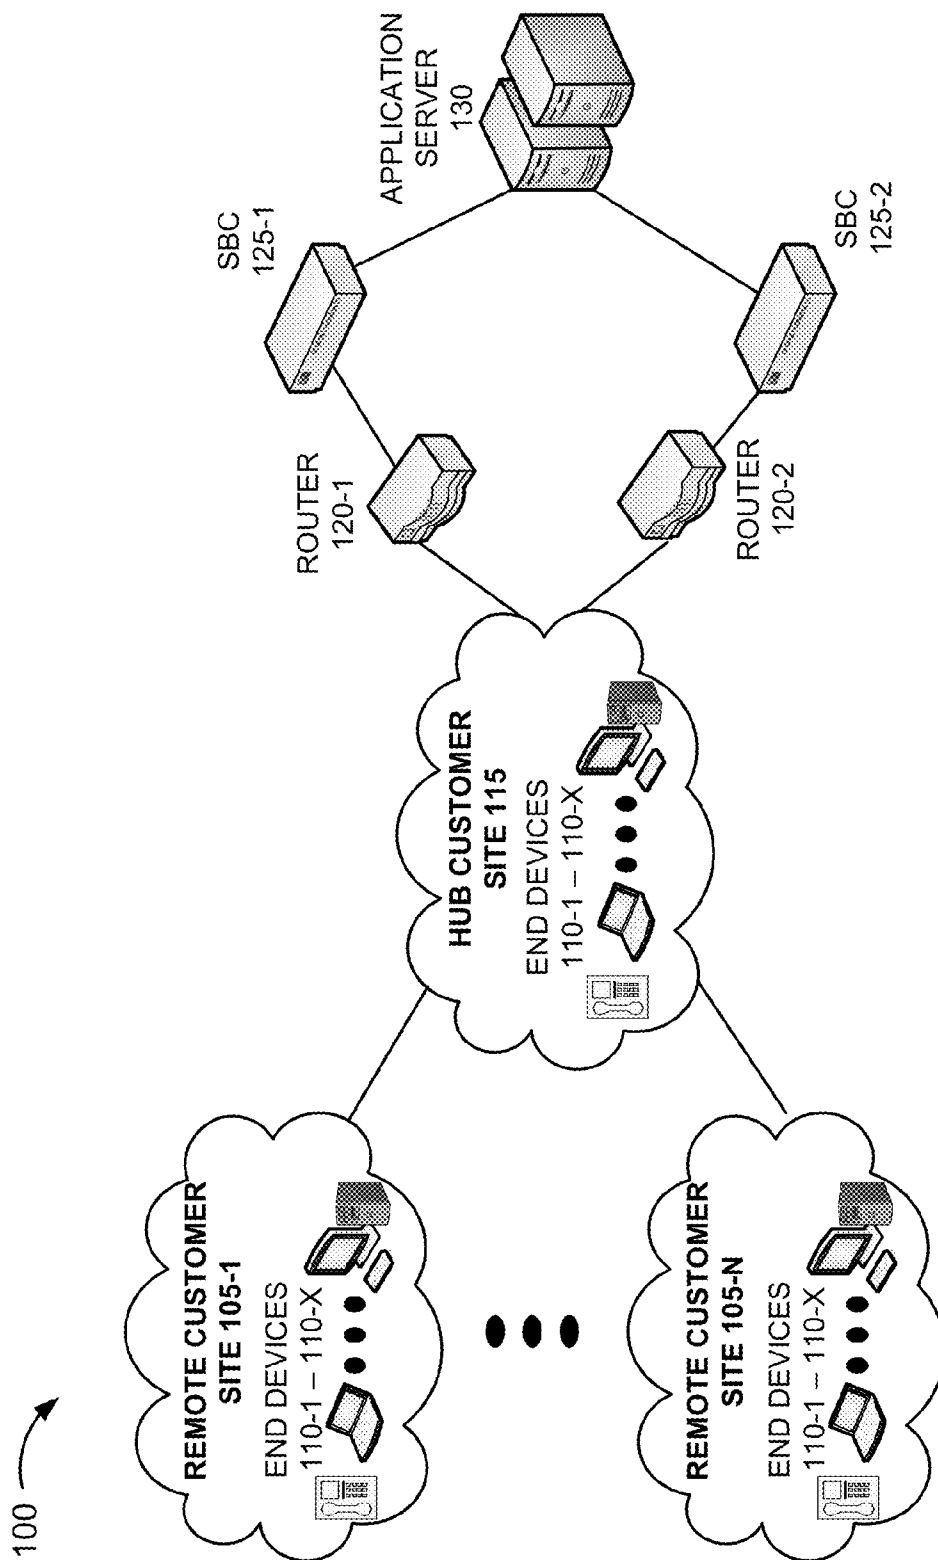 100
REMOTE CUSTOMER
SITE 105-1
END DEVICES
110-1 – 110-X
REMOTE CUSTOMER
SITE 105-N
END DEVICES
110-1 – 110-X
HUB CUSTOMER
SITE 115
END DEVICES
110-1 – 110-X
ROUTER
120-1
ROUTER
120-2
SBC
125-1
SBC
125-2
APPLICATION
SERVER
130